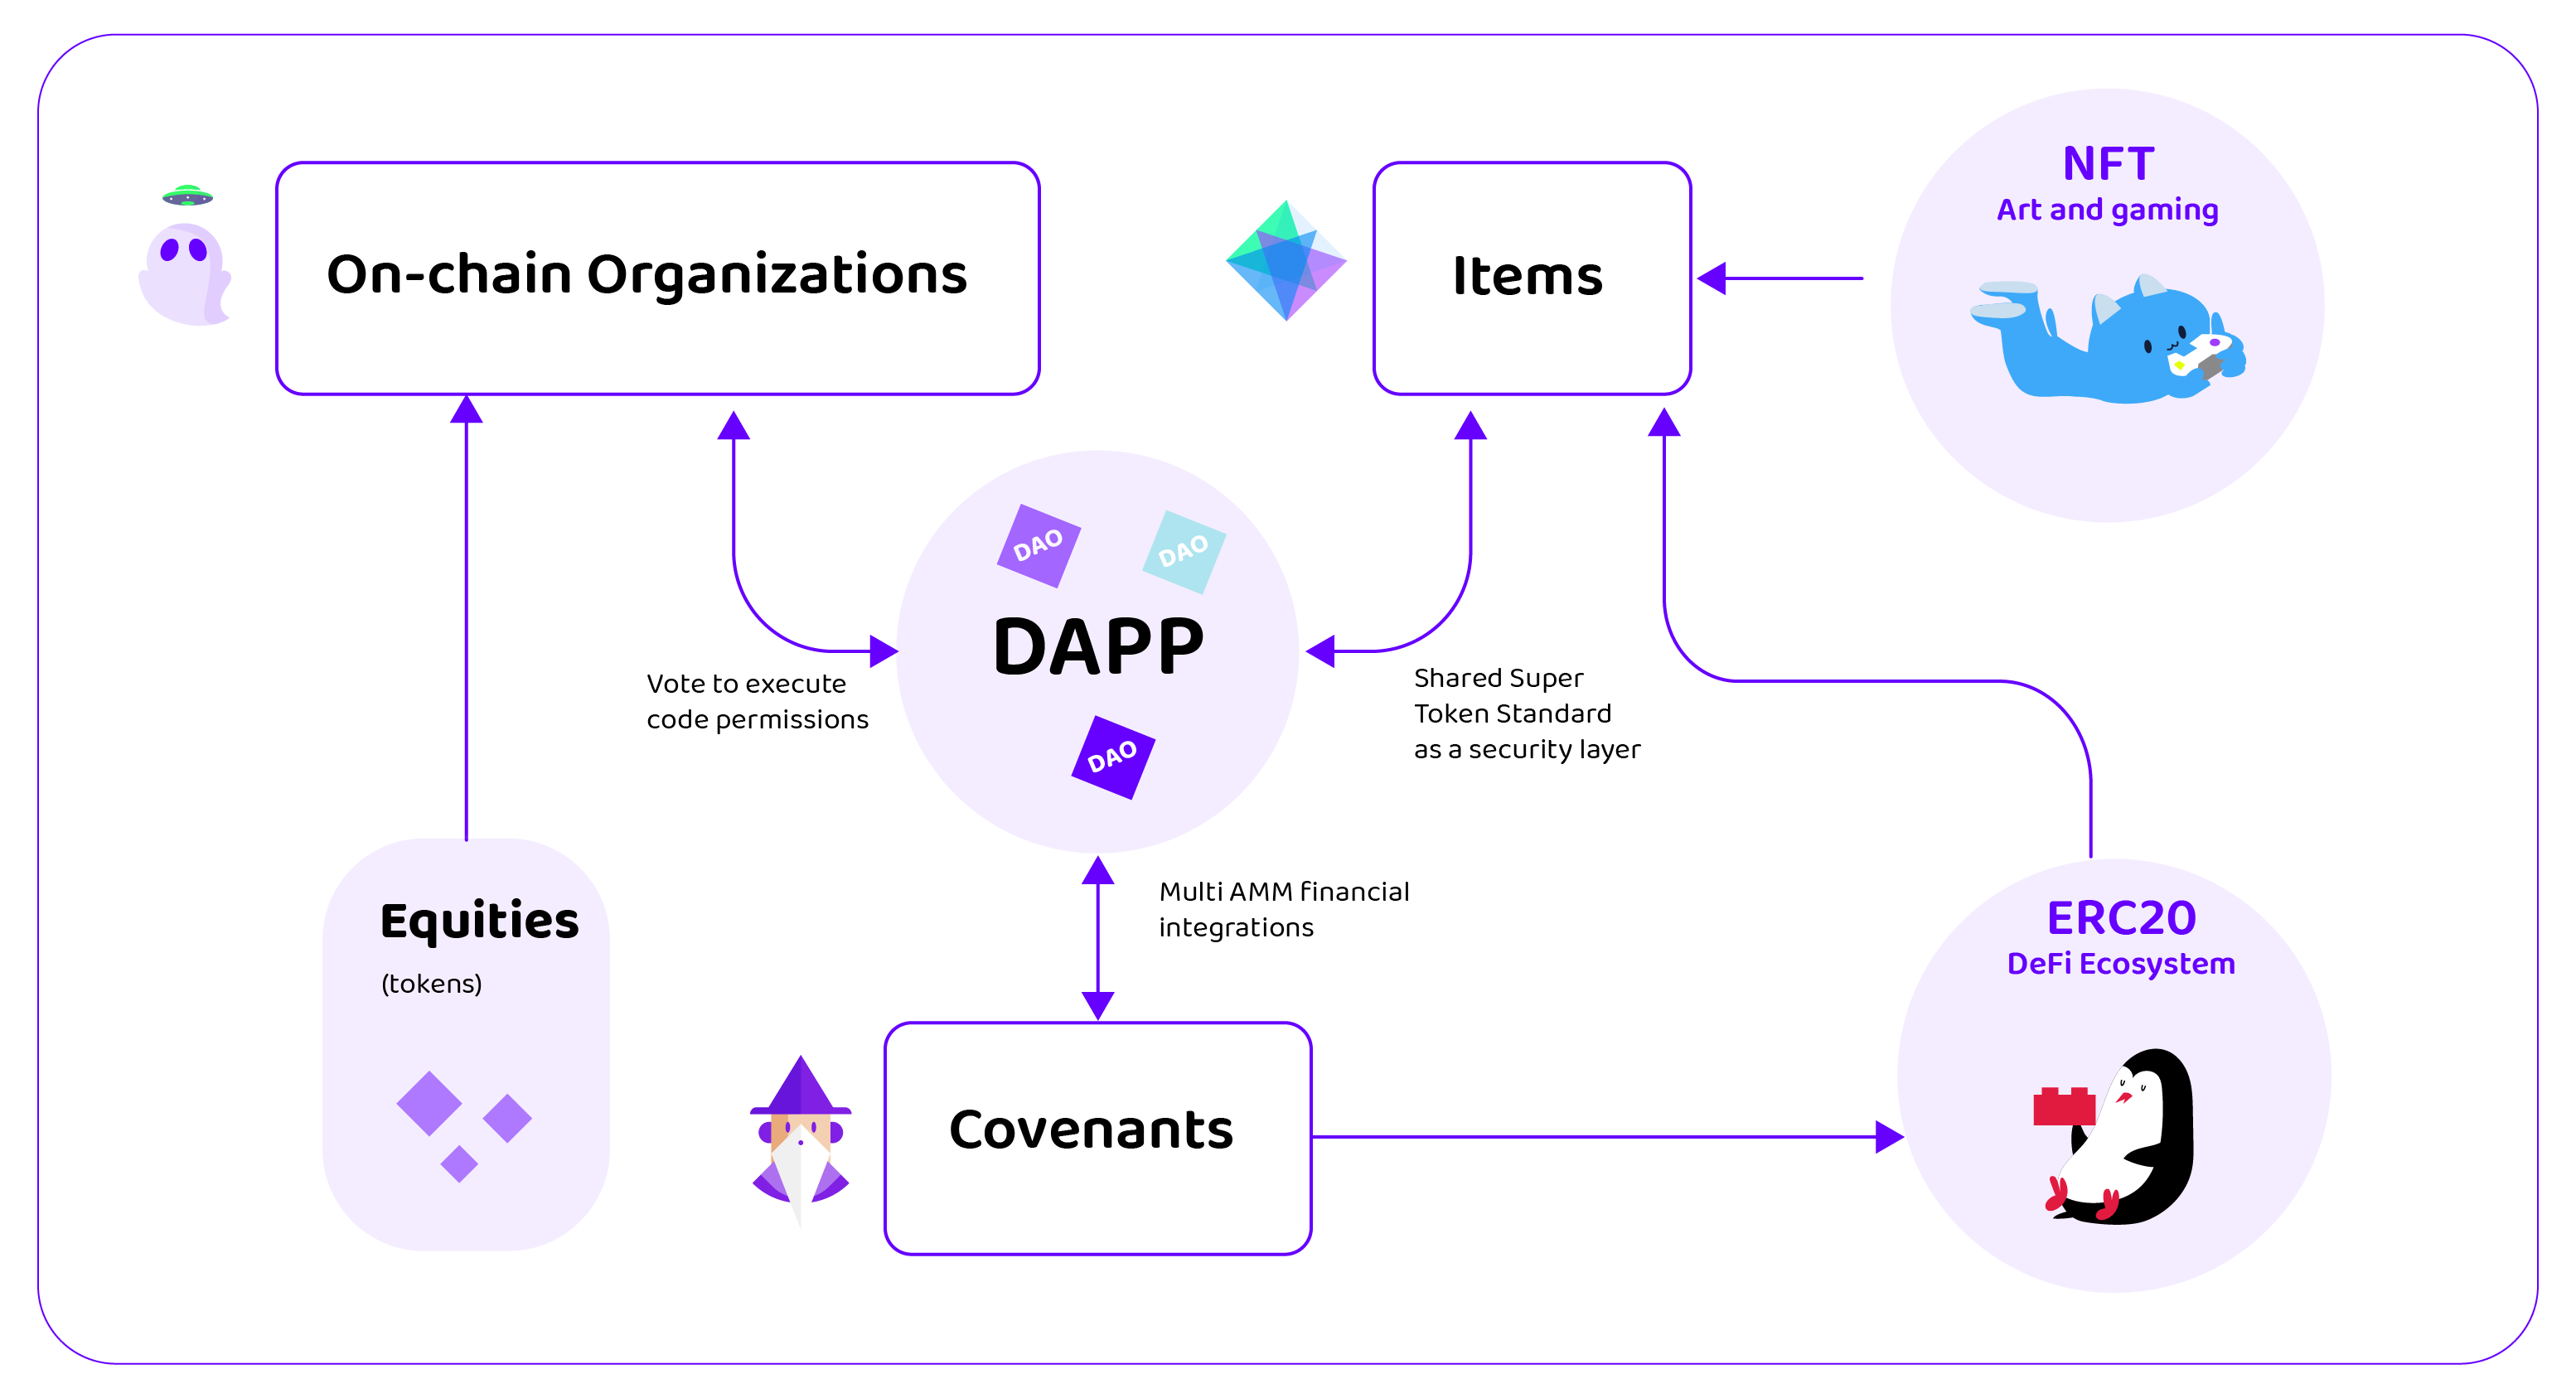 On-chain Organizations
Items
NFT
Art and gaming
DAO
DAO
DAPP
DAO
Vote to execute
code permissions
Shared Super
Token Standard
as a security layer
Equities
(tokens)
Multi AMM financial
integrations
Covenants
ERC20
DeFi Ecosystem